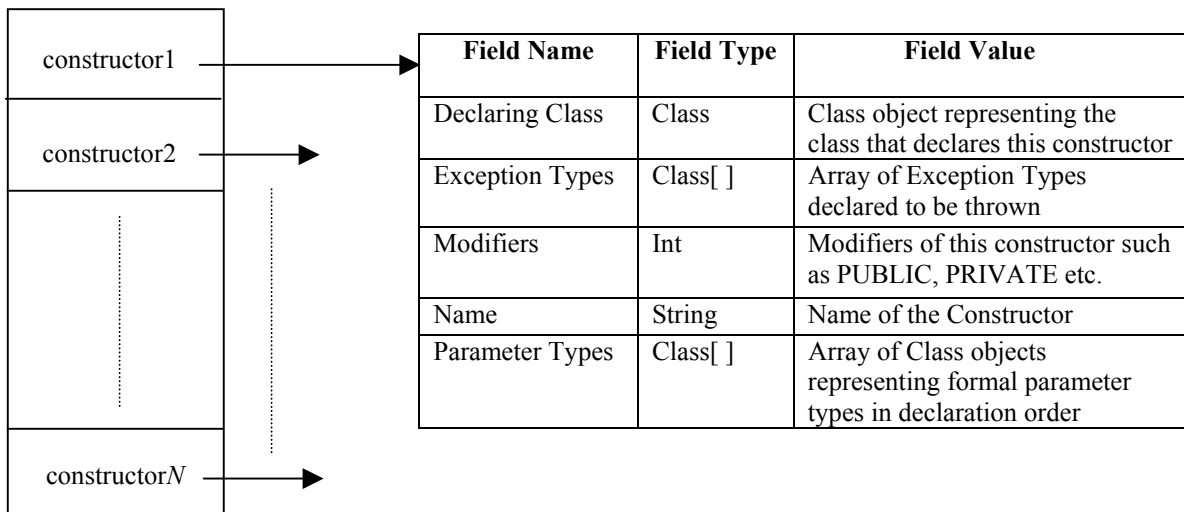 constructor1
constructor2
constructorN
Field Name Field Type Field Value
Declaring Class Class Class object representing the
class that declares this constructor
Exception Types Class[ ] Array of Exception Types
declared to be thrown
Modifiers Int Modifiers of this constructor such
as PUBLIC, PRIVATE etc.
Name String Name of the Constructor
Parameter Types Class[ ] Array of Class objects
representing formal parameter
types in declaration order